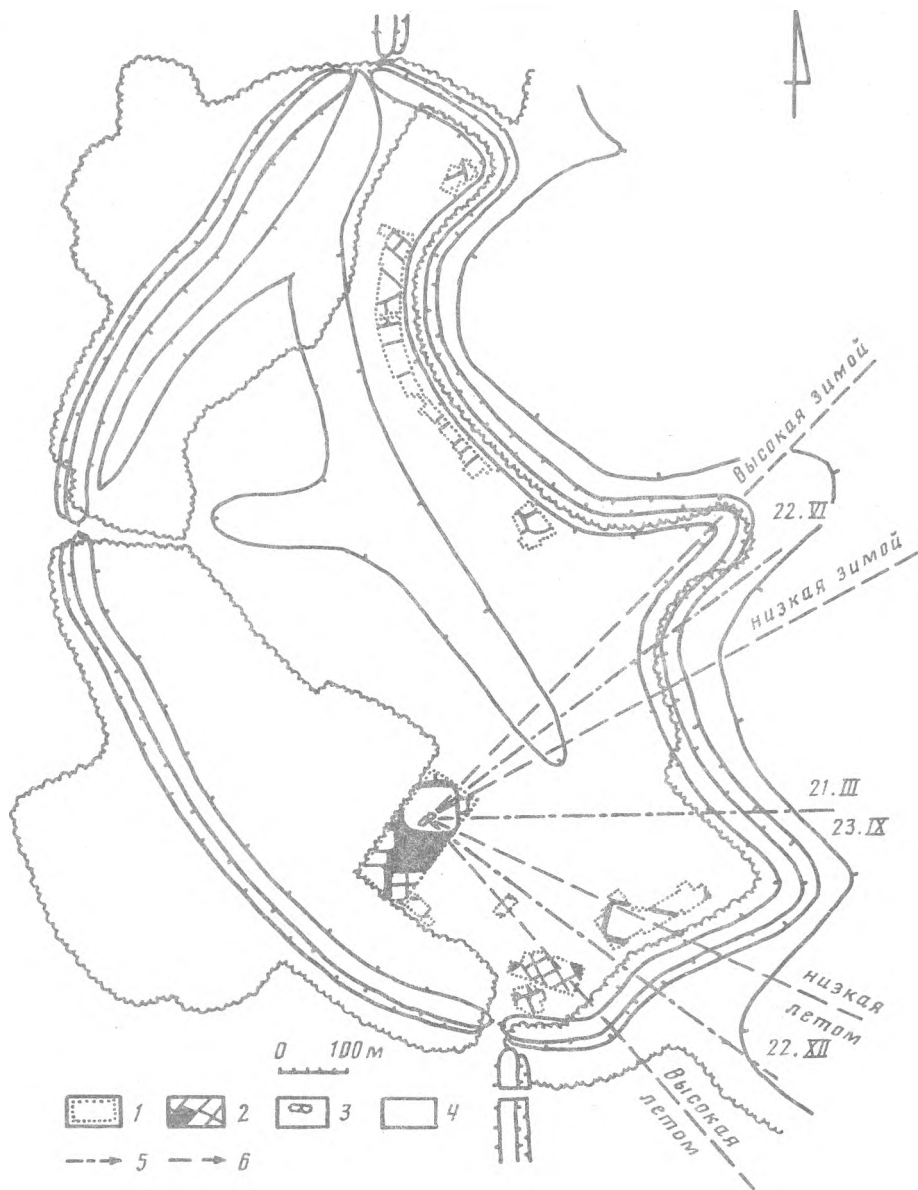 Высокая зимой
22.VI
низкая зимой
21.III
23.IX
низкая
летом
22.XII
Высокая
летом
0 100 м
1 2 3 4
5 6